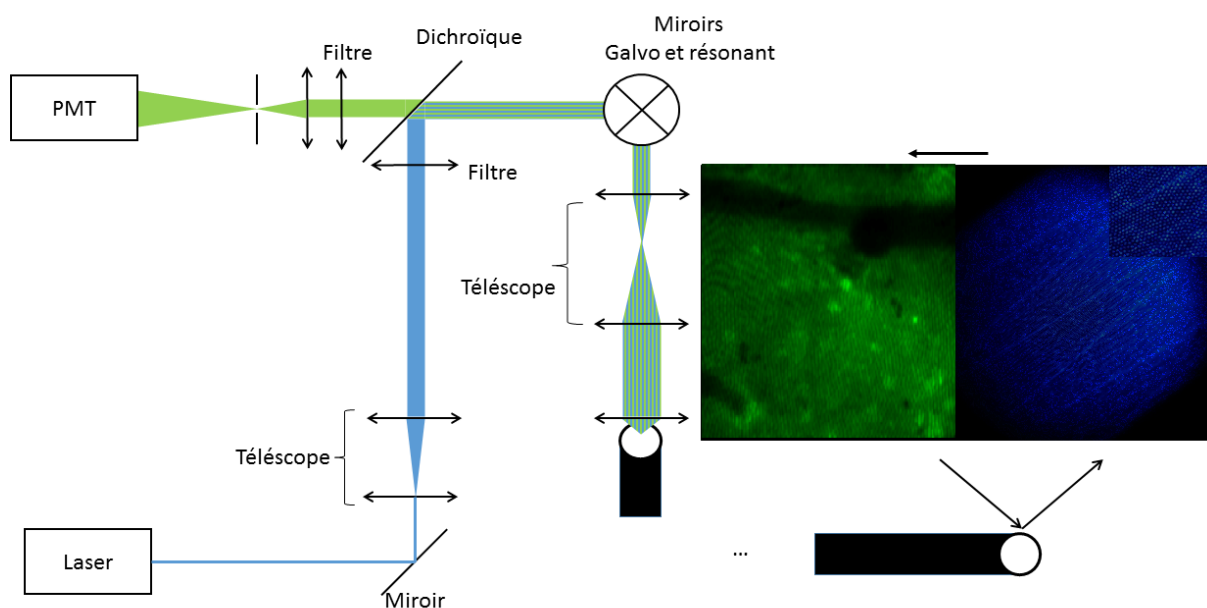 Miroirs
Galvo et résonant
Dichroïque
Filtre
PMT
Filtre
Téléscope
Téléscope
Laser
Miroir
...